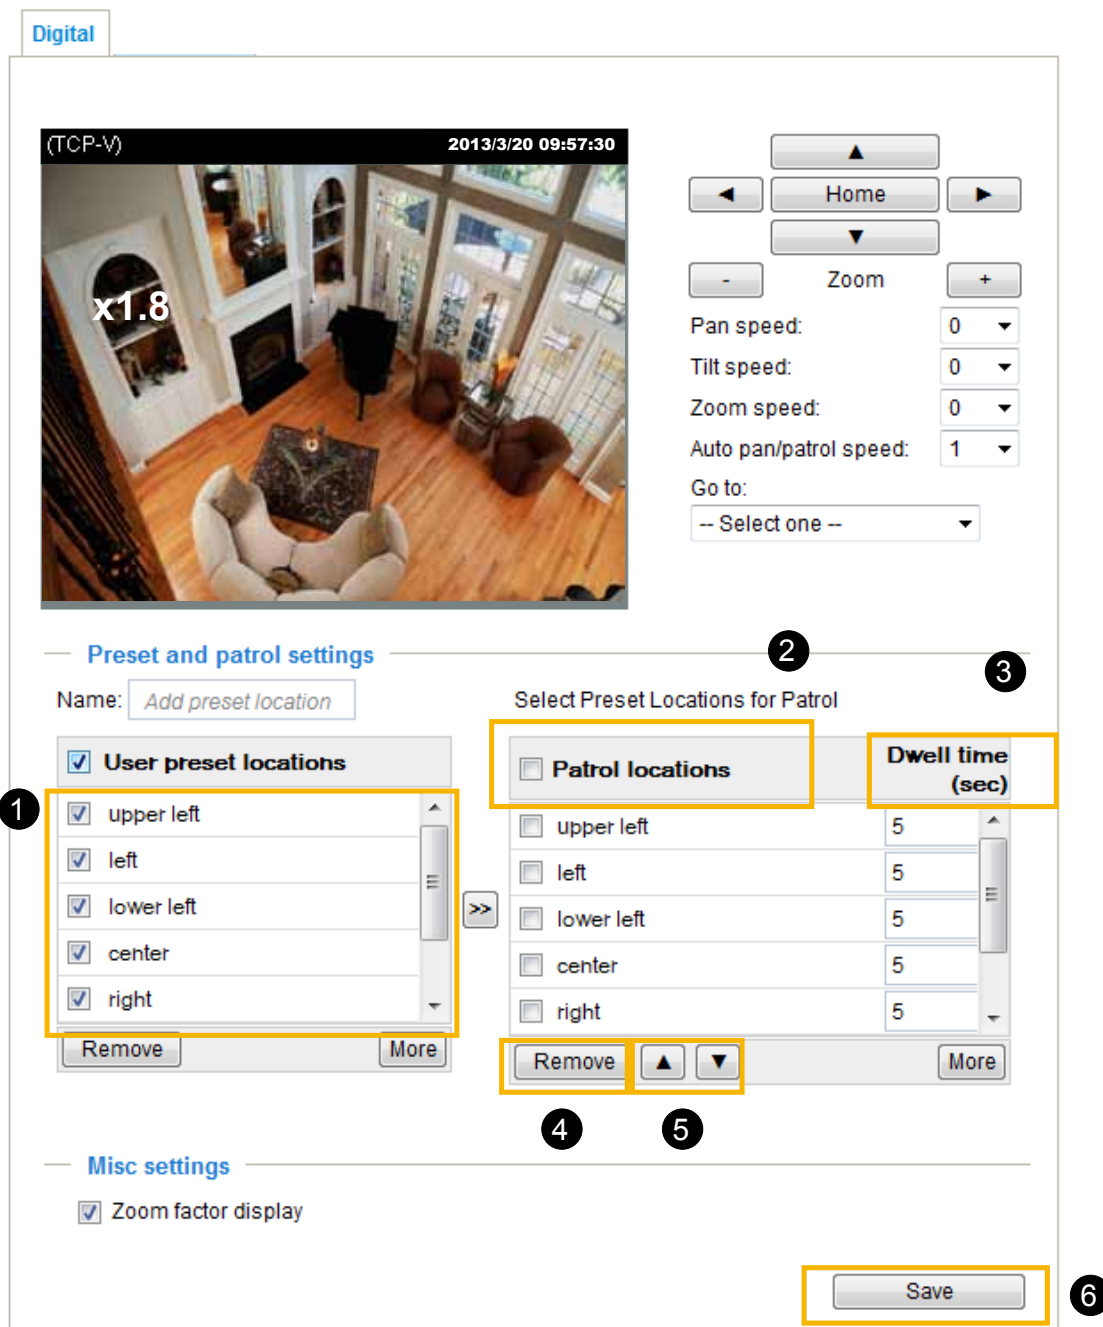 Digital
(TCP-V) 2013/3/20 09:57:30
x1.8
▲
◄ Home ►
▼
- Zoom +
Pan speed: 0
Tilt speed: 0
Zoom speed: 0
Auto pan/patrol speed: 1
Go to:
-- Select one --
Preset and patrol settings
2
3
Name: Add preset location
Select Preset Locations for Patrol
User preset locations
1
upper left
left
lower left
center
right
Remove More
>>
Patrol locations Dwell time
(sec)
upper left 5
left 5
lower left 5
center 5
right 5
Remove ▲ ▼ More
4 5
Misc settings
Zoom factor display
Save
6